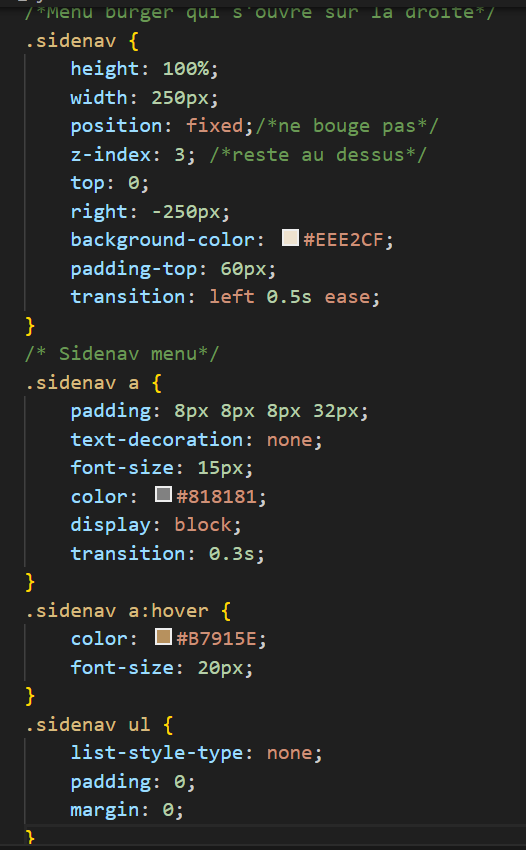 /*Menu burger qui s'ouvre sur la droite*/
.sidenav {
height: 100%;
width: 250px;
position: fixed;/*ne bouge pas*/
z-index: 3; /*reste au dessus*/
top: 0;
right: -250px;
background-color: #EEE2CF;
padding-top: 60px;
transition: left 0.5s ease;
}
/* Sidenav menu*/
.sidenav a {
padding: 8px 8px 8px 32px;
text-decoration: none;
font-size: 15px;
color: #818181;
display: block;
transition: 0.3s;
}
.sidenav a:hover {
color: #B7915E;
font-size: 20px;
}
.sidenav ul {
list-style-type: none;
padding: 0;
margin: 0;
}